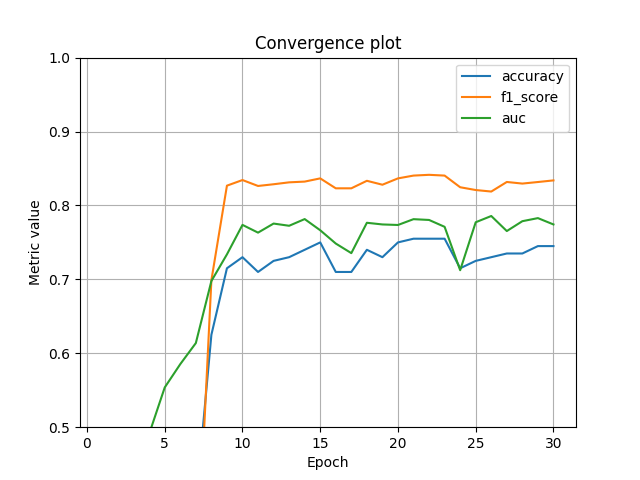 Convergence plot
accuracy
f1_score
auc
1.0
0.9
0.8
0.7
0.6
0.5
Metric value
0 5 10 15 20 25 30
Epoch